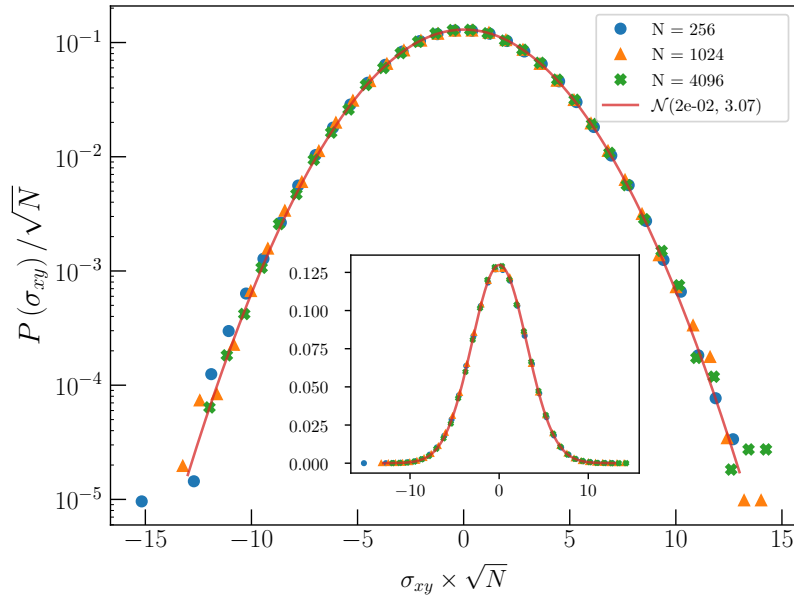 N = 256
N = 1024
N = 4096
𝒩(2e-02, 3.07)
10⁻¹
10⁻²
10⁻³
10⁻⁴
10⁻⁵
P (σxy) /√N
0.125
0.100
0.075
0.050
0.025
0.000
−10 0 10
−15 −10 −5 0 5 10 15
σxy × √N